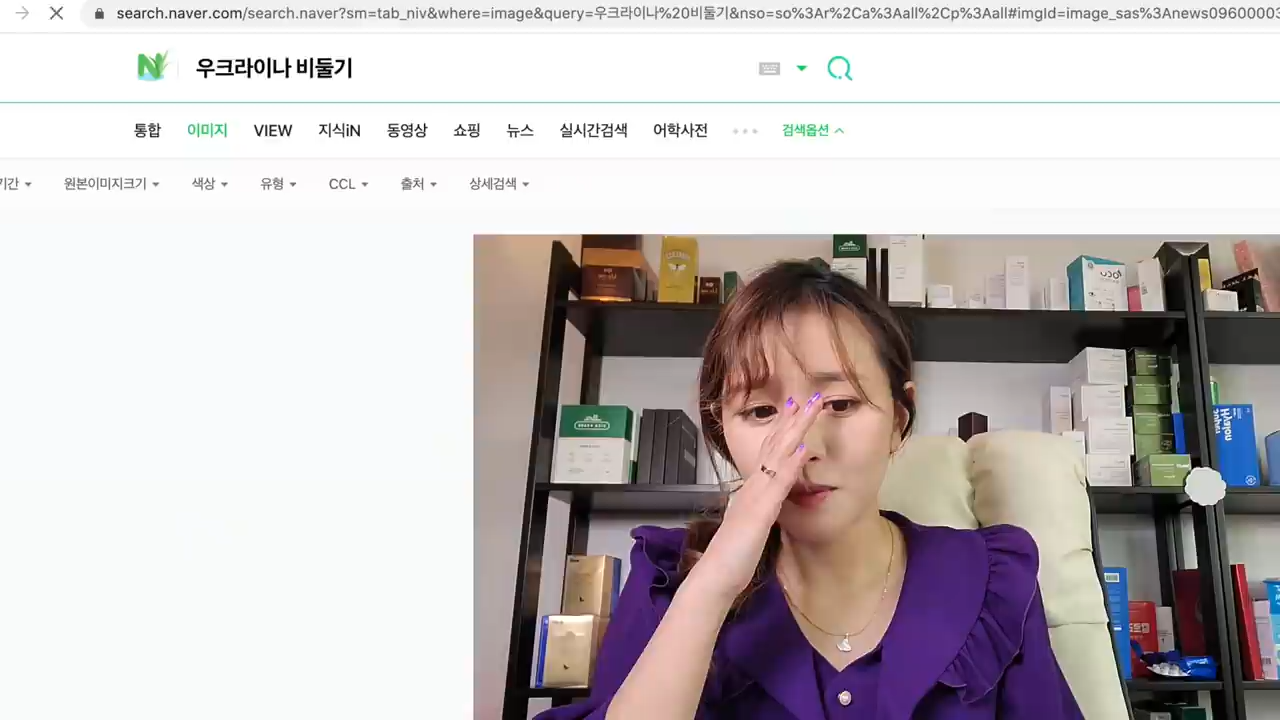 search.naver.com/search.naver?sm=tab_niv&where=image&query=우크라이나%20비둘기&nso=so%3Ar%2Ca%3Aall%2Cp%3Aall#imgId=image_sas%3Anews0960000
N 우크라이나 비둘기
통합 이미지 VIEW 지식iN 동영상 쇼핑 뉴스 실시간검색 어학사전 검색옵션
기간 원본이미지크기 색상 유형 CCL 출처 상세검색